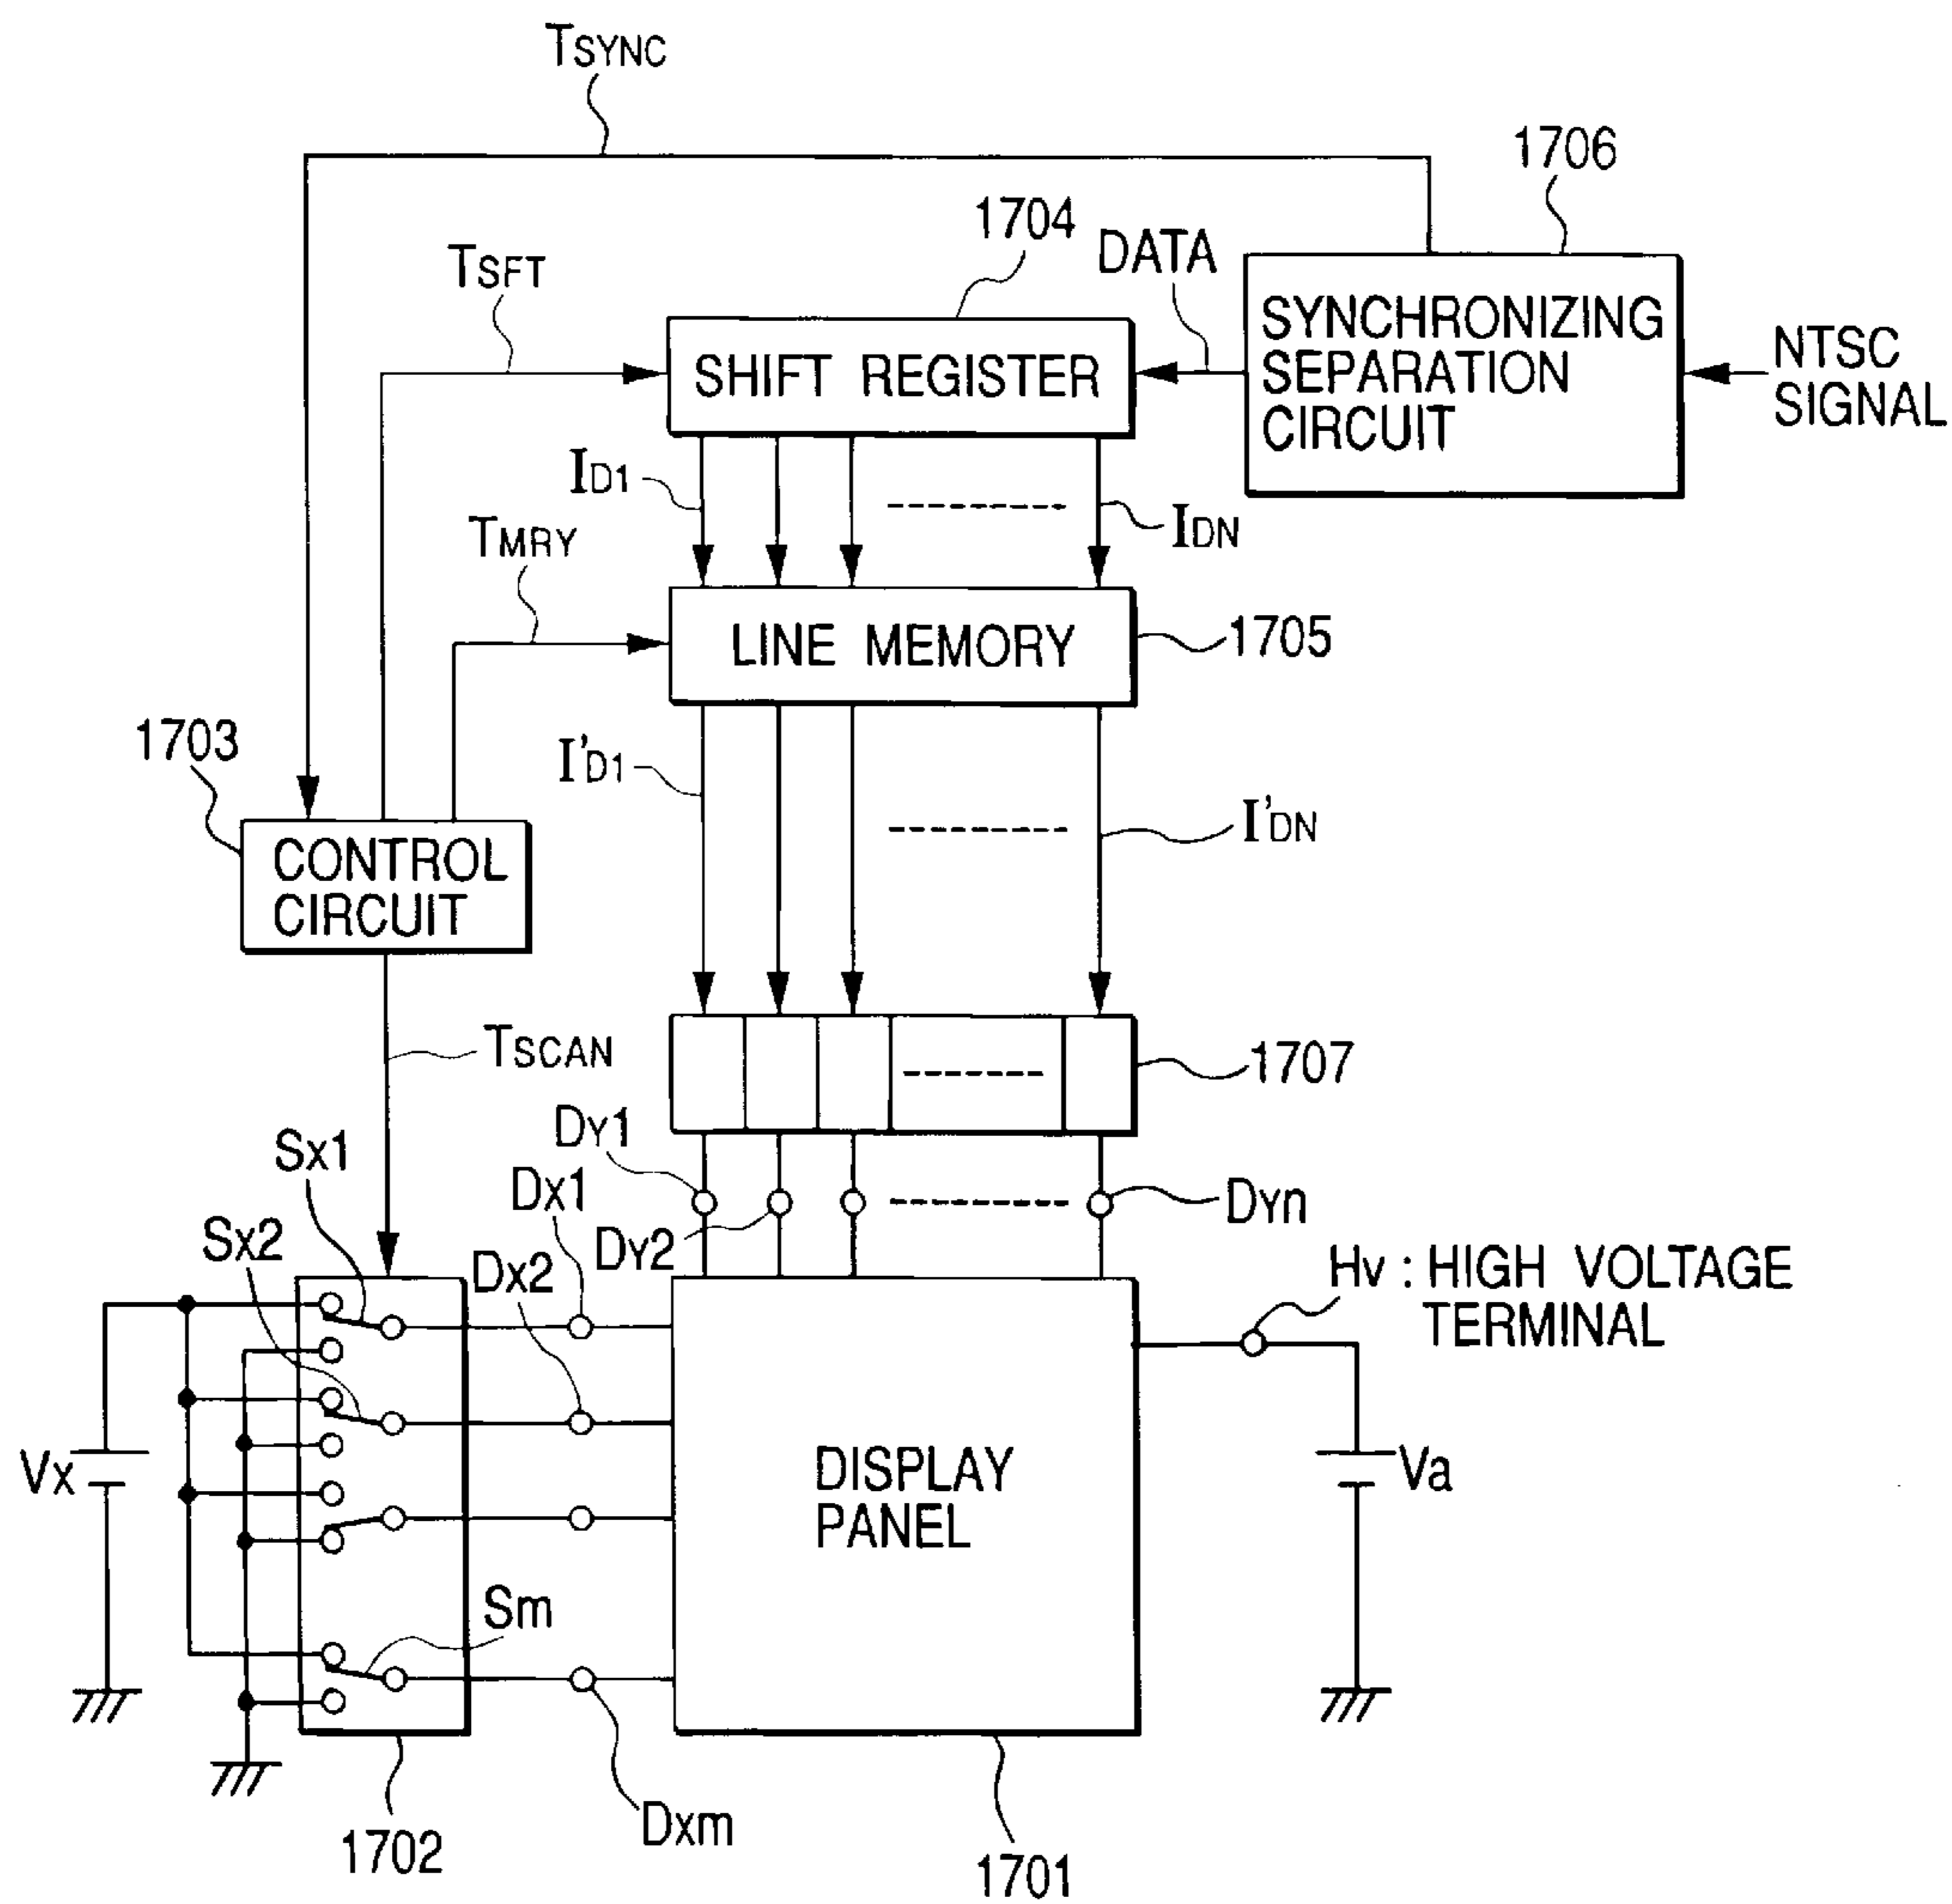 TSYNC
1706
1704
DATA
TSFT
SYNCHRONIZING
SEPARATION
CIRCUIT
NTSC
SIGNAL
SHIFT REGISTER
ID1
IDN
TMRY
LINE MEMORY
1705
1703
I'D1
I'DN
CONTROL
CIRCUIT
TSCAN
1707
DY1
SX1
DX1
DYn
SX2
DY2
DX2
HV : HIGH VOLTAGE
TERMINAL
VX
DISPLAY
PANEL
Va
Sm
DXm
1702
1701